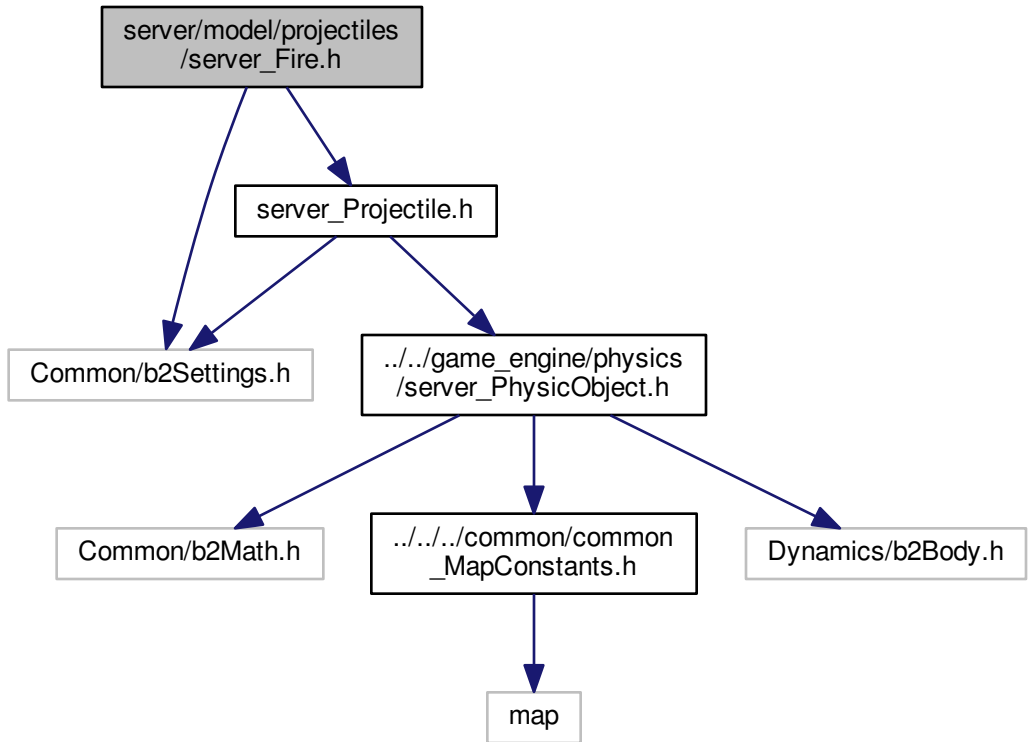 server/model/projectiles
/server_Fire.h
server_Projectile.h
Common/b2Settings.h
../../game_engine/physics
/server_PhysicObject.h
Common/b2Math.h
../../../common/common
_MapConstants.h
Dynamics/b2Body.h
map